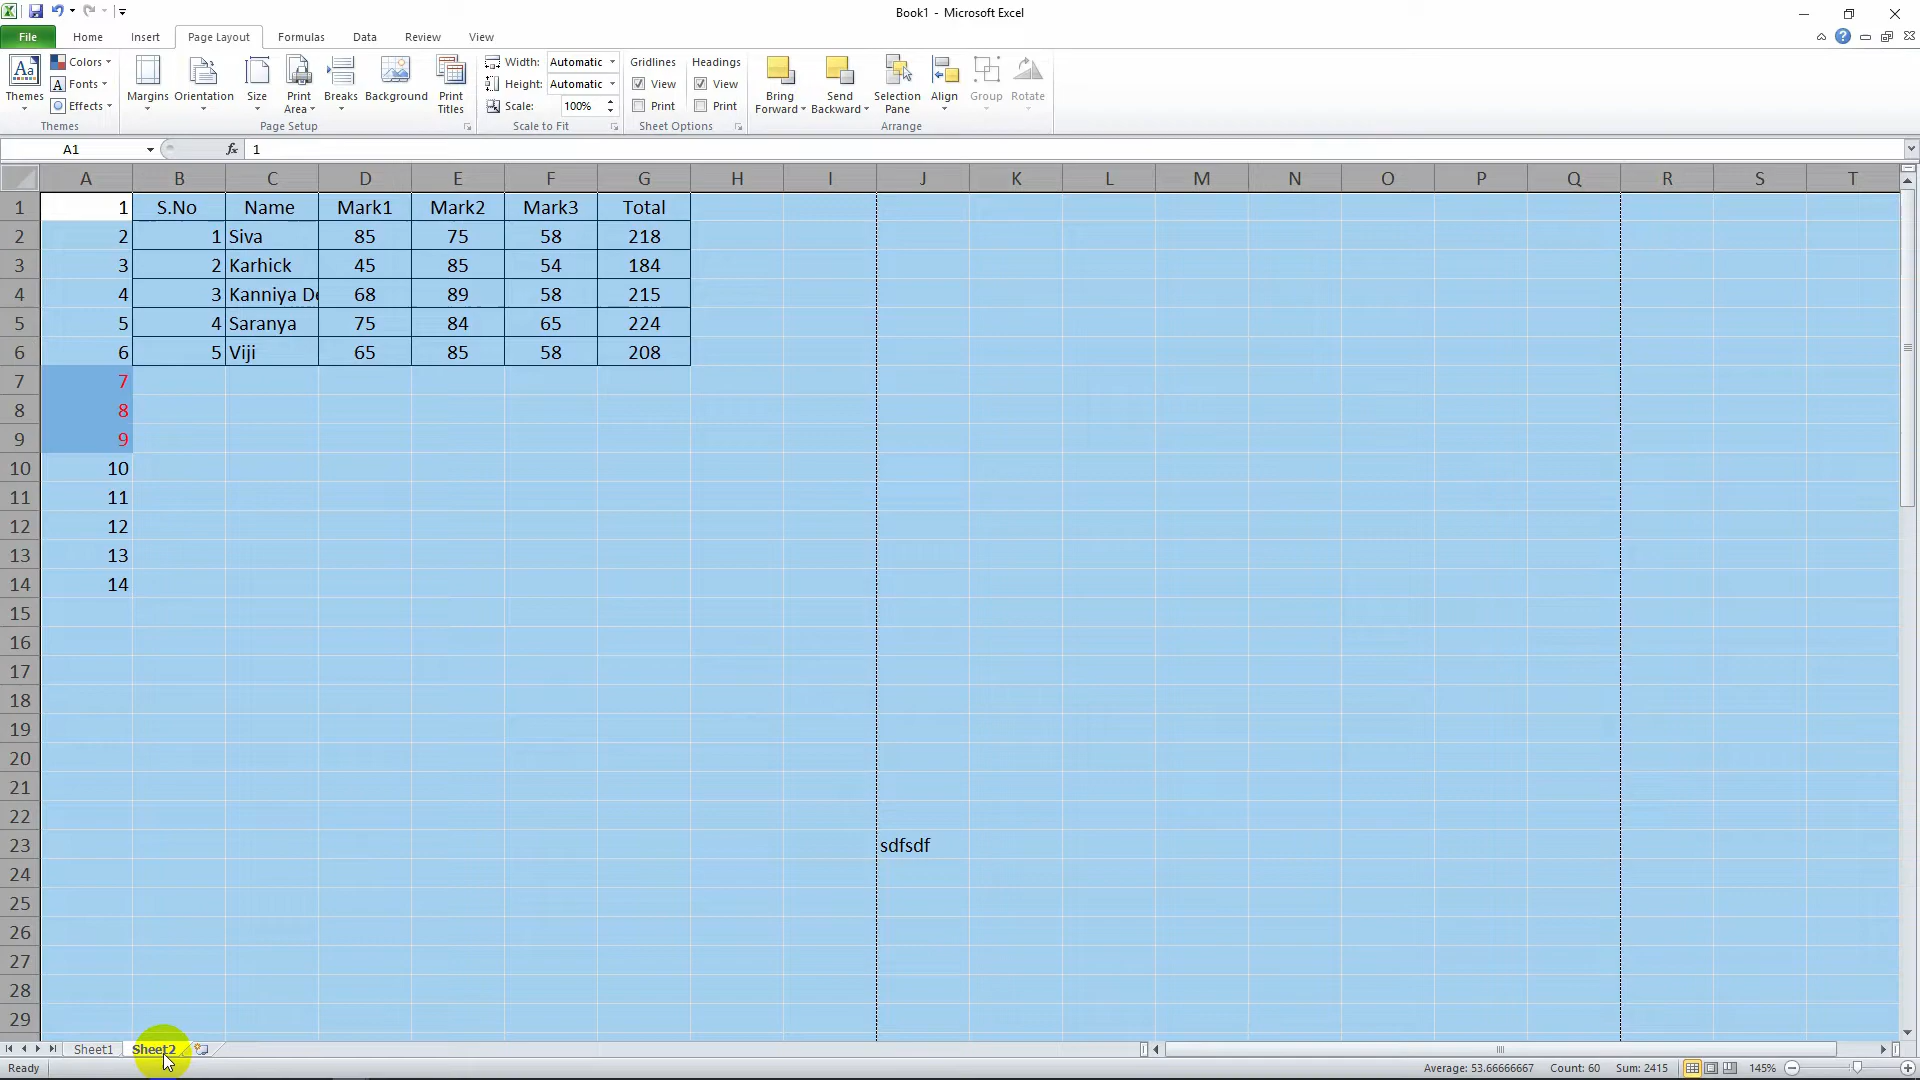 Book1 - Microsoft Excel
File Home Insert Page Layout Formulas Data Review View
Themes
Colors
Fonts
Effects
Themes
Margins
Orientation
Size
Print Area
Breaks
Background
Print Titles
Page Setup
Width: Automatic
Height: Automatic
Scale: 100%
Scale to Fit
Gridlines
View
Print
Headings
View
Print
Sheet Options
Bring Forward
Send Backward
Selection Pane
Align
Group
Rotate
Arrange
A1 fx 1
A B C D E F G H I J K L M N O P Q R S T
1 1 S.No Name Mark1 Mark2 Mark3 Total
2 2 1 Siva 85 75 58 218
3 3 2 Karhick 45 85 54 184
4 4 3 Kanniya De 68 89 58 215
5 5 4 Saranya 75 84 65 224
6 6 5 Viji 65 85 58 208
7 7
8 8
9 9
10 10
11 11
12 12
13 13
14 14
15
16
17
18
19
20
21
22
23 sdfsdf
24
25
26
27
28
29
Sheet1 Sheet2
Ready Average: 53.66666667 Count: 60 Sum: 2415 145%